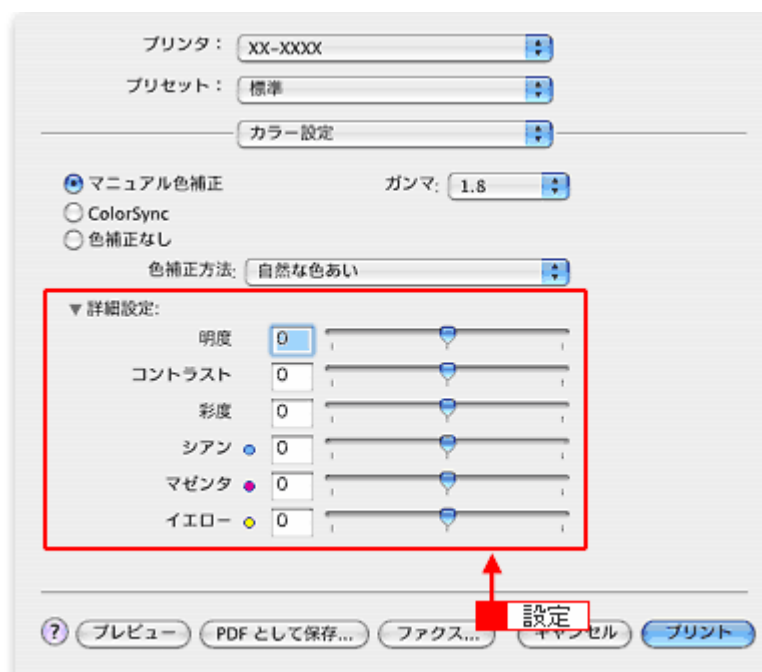 プリンタ： XX-XXXX
プリセット： 標準
カラー設定
マニュアル色補正 ガンマ: 1.8
ColorSync
色補正なし
色補正方法: 自然な色あい
▼詳細設定:
明度 0
コントラスト 0
彩度 0
シアン 0
マゼンタ 0
イエロー 0
設定
? プレビュー PDF として保存... ファクス... キャンセル プリント